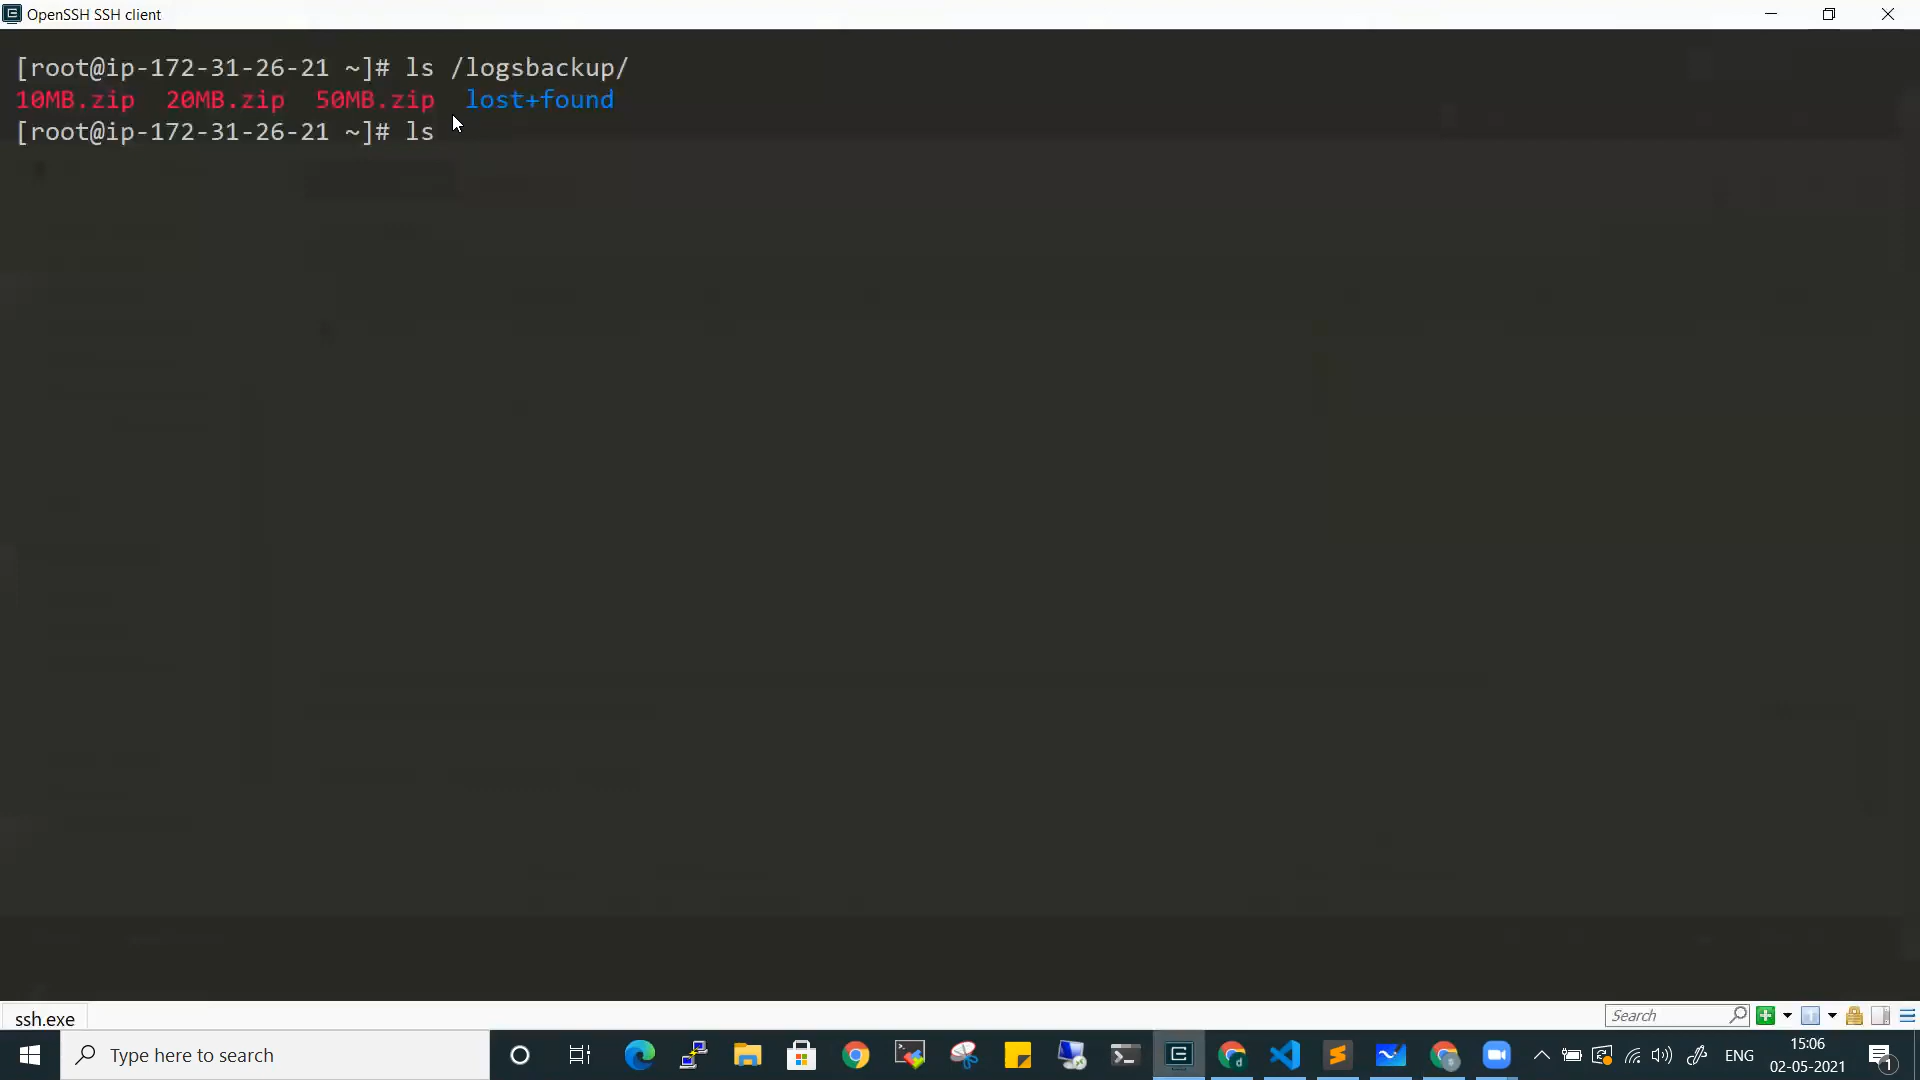 OpenSSH SSH client
[root@ip-172-31-26-21 ~]# ls /logsbackup/
10MB.zip  20MB.zip  50MB.zip  lost+found
[root@ip-172-31-26-21 ~]# ls
ssh.exe
Search
Type here to search
ENG
15:06
02-05-2021
1